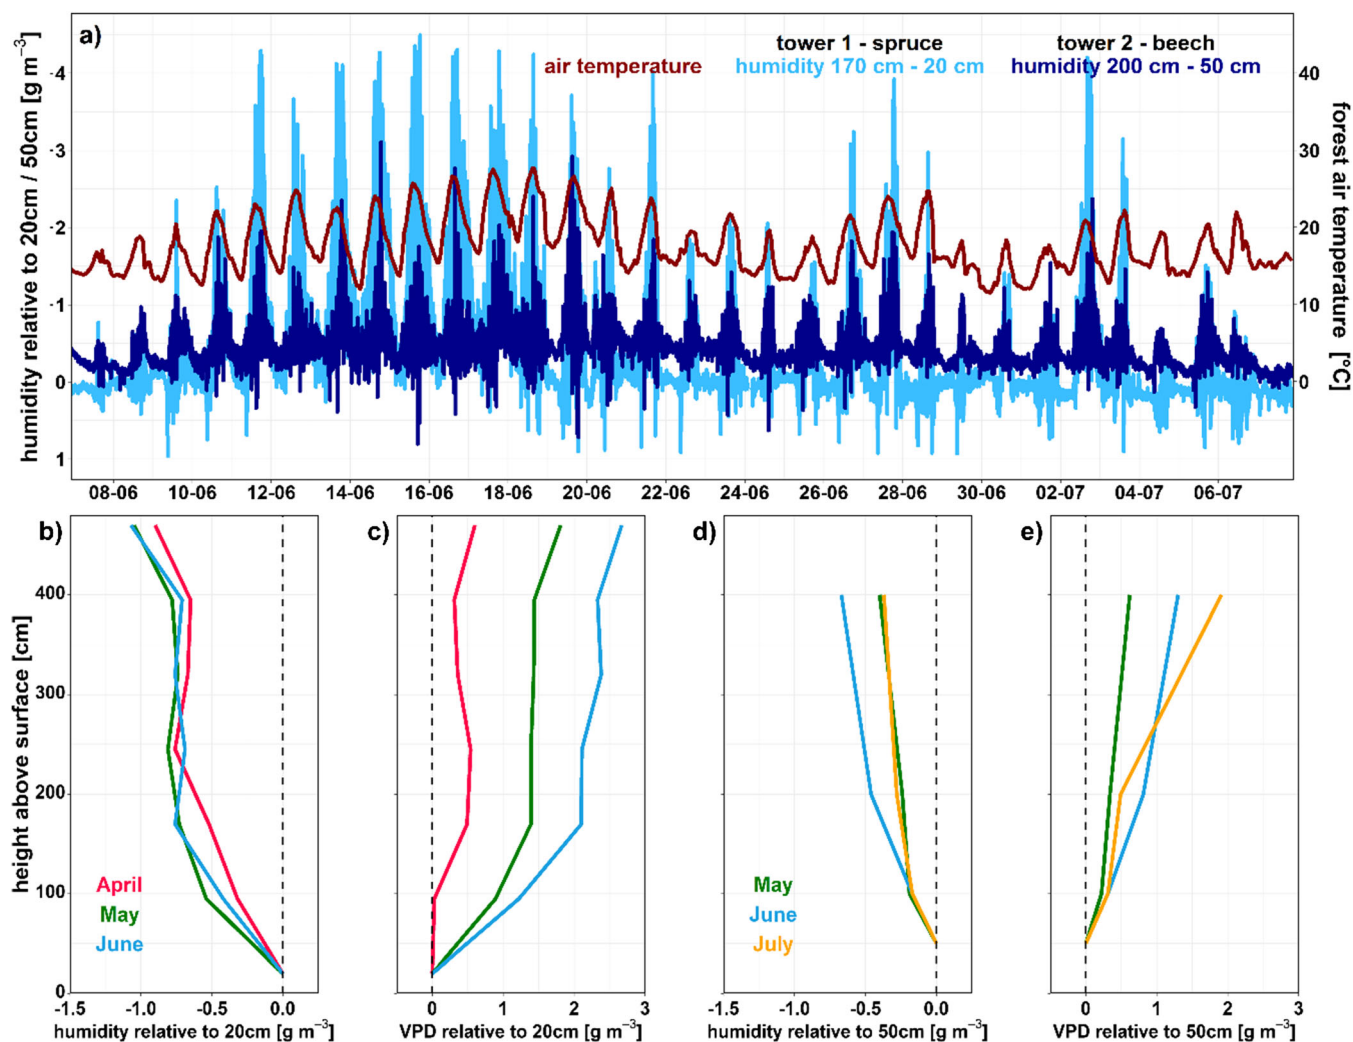 a)
tower 1 - spruce
tower 2 - beech
air temperature
humidity 170 cm - 20 cm
humidity 200 cm - 50 cm
humidity relative to 20cm / 50cm [g m⁻³]
-4
-3
-2
-1
0
1
40
30
20
10
0
forest air temperature [°C]
08-06 10-06 12-06 14-06 16-06 18-06 20-06 22-06 24-06 26-06 28-06 30-06 02-07 04-07 06-07
b)
c)
d)
e)
height above surface [cm]
400
300
200
100
0
April
May
June
May
June
July
-1.5 -1.0 -0.5 0.0
0 1 2 3
-1.5 -1.0 -0.5 0.0
0 1 2 3
humidity relative to 20cm [g m⁻³]
VPD relative to 20cm [g m⁻³]
humidity relative to 50cm [g m⁻³]
VPD relative to 50cm [g m⁻³]